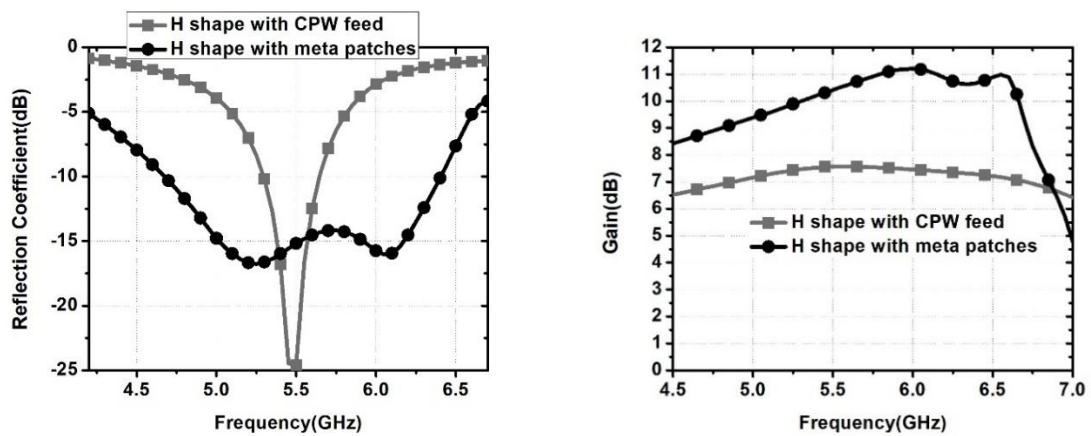 H shape with CPW feed
H shape with meta patches
Reflection Coefficient(dB)
0
-5
-10
-15
-20
-25
4.5 5.0 5.5 6.0 6.5
Frequency(GHz)
Gain(dB)
12
11
10
9
8
7
6
5
4
3
2
1
0
H shape with CPW feed
H shape with meta patches
4.5 5.0 5.5 6.0 6.5 7.0
Frequency(GHz)